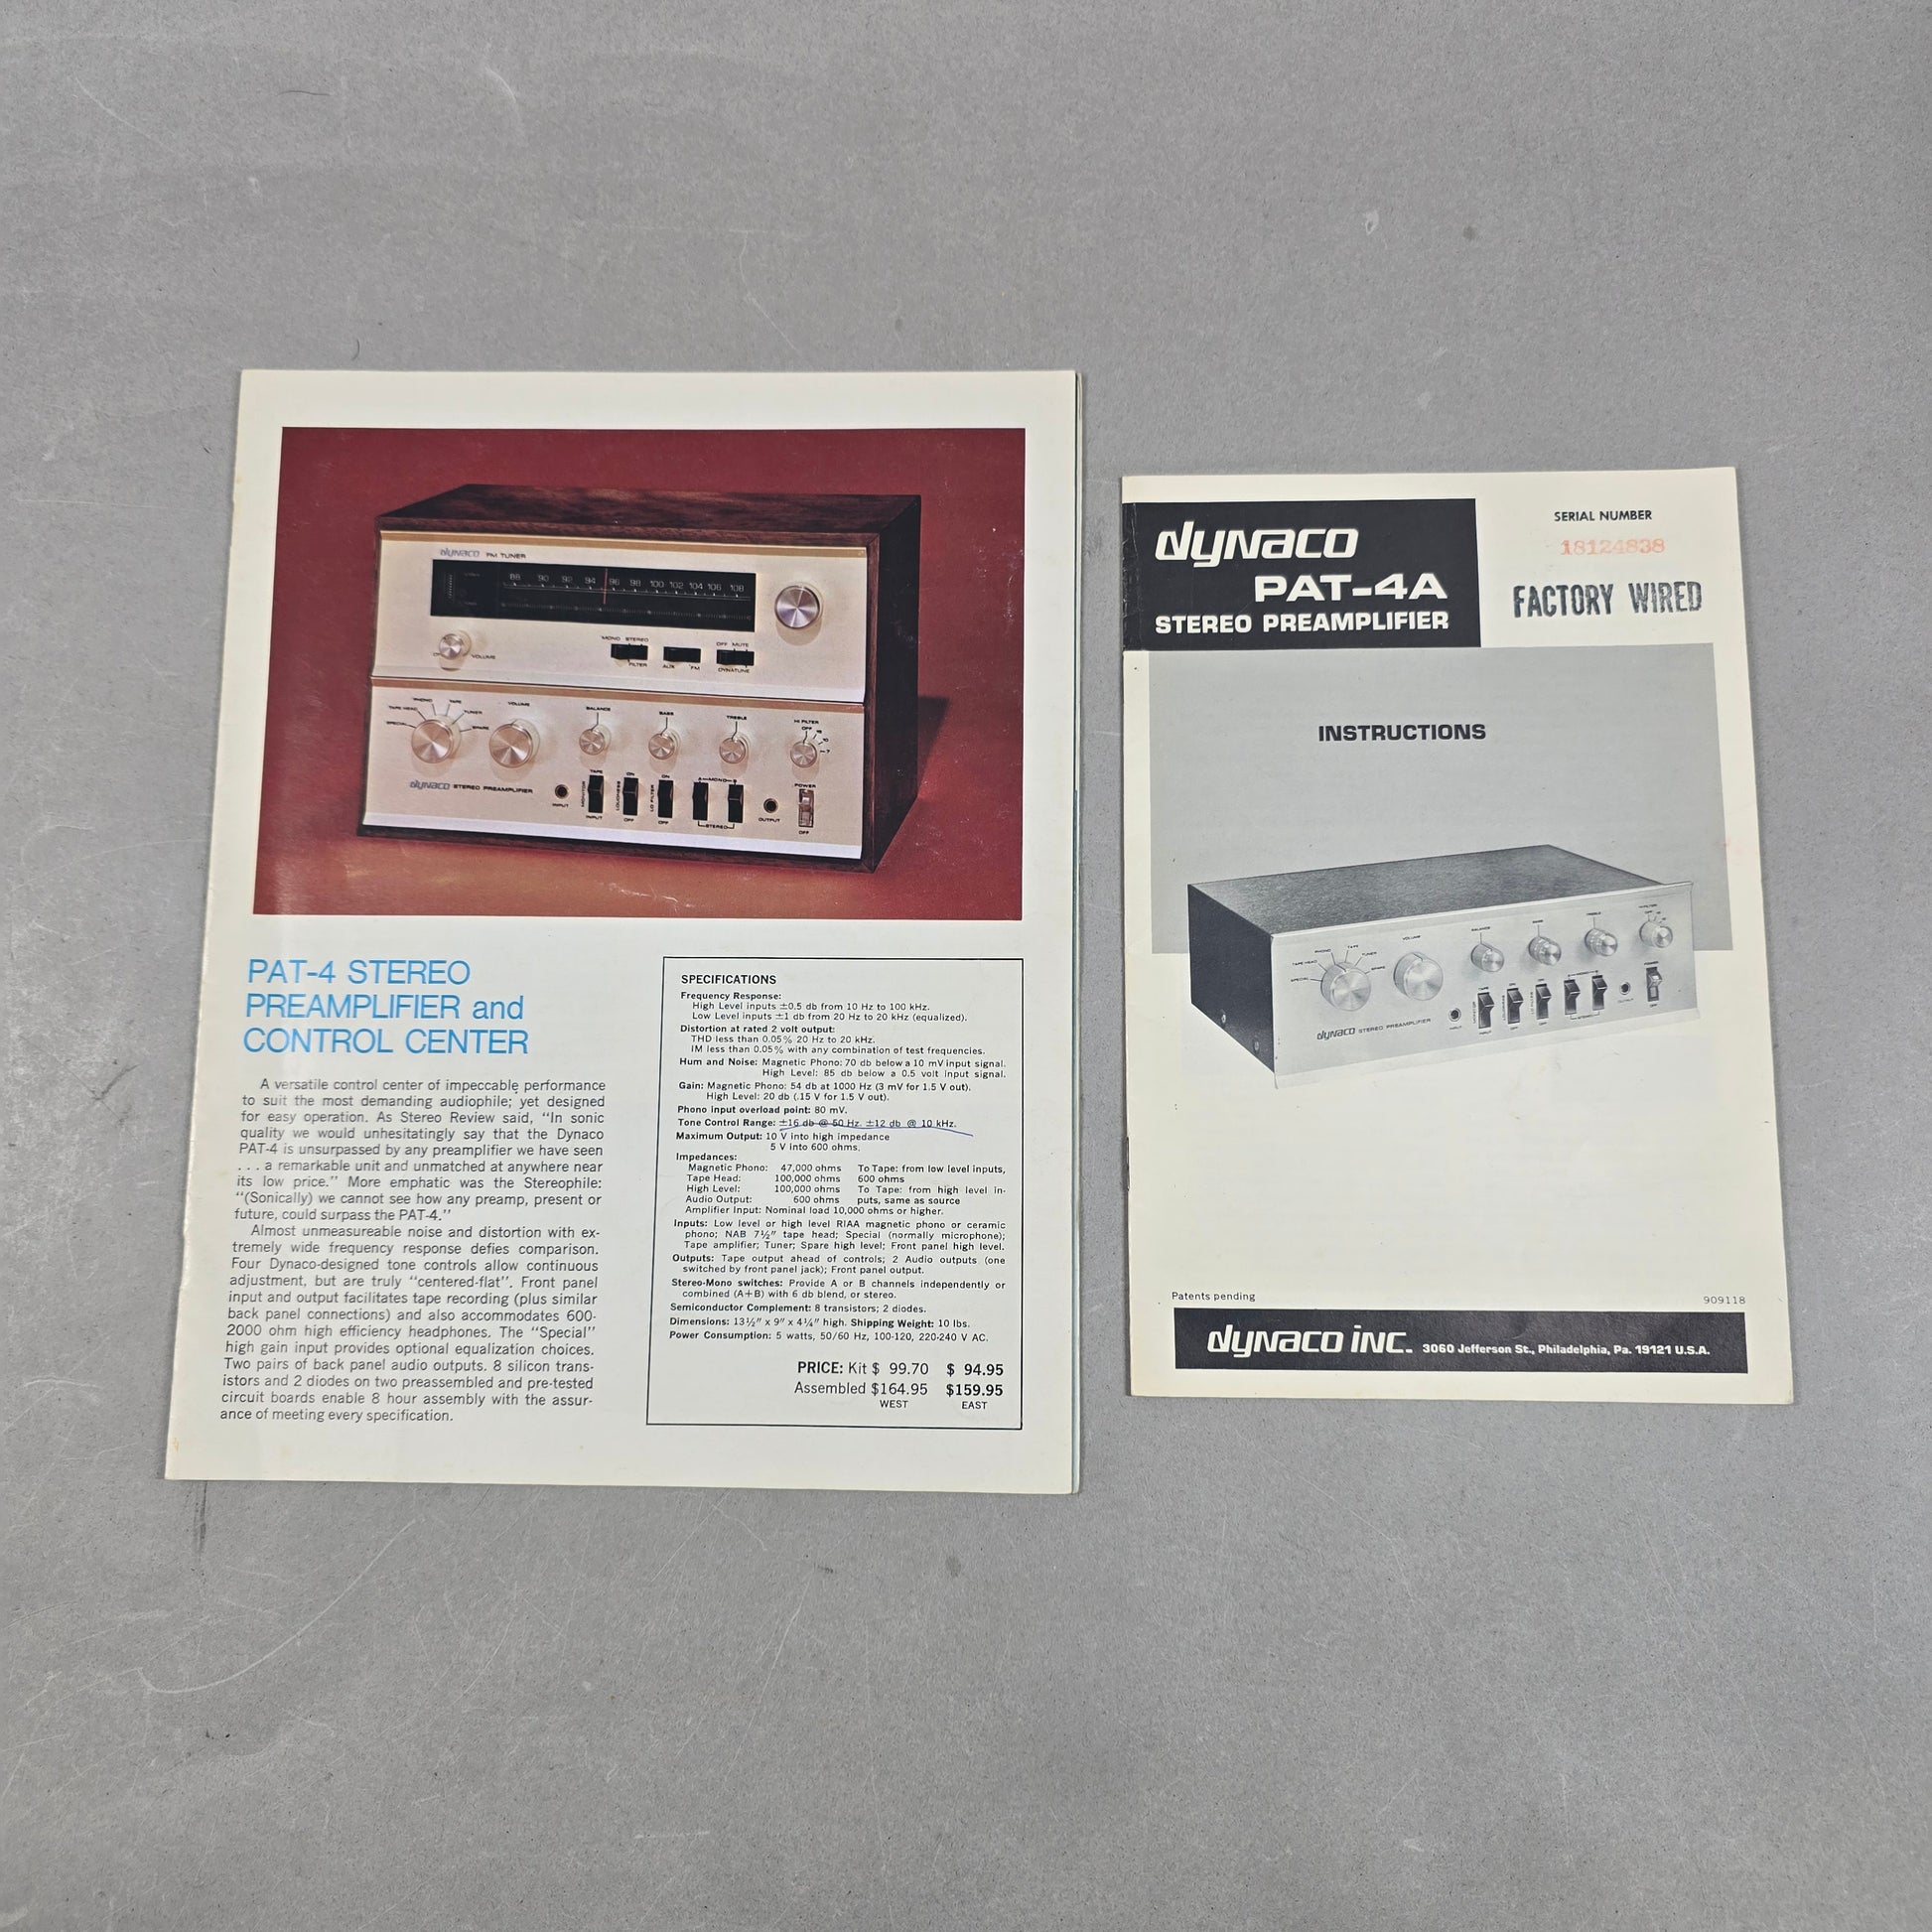 dynaco FM TUNER
88 90 92 94 96 98 100 102 104 106 108
VOLUME
MONO STEREO
FILTER
AUX FM
OFF MUTE
DYNATUNE
SPECIAL
TAPE HEAD
PHONO
TAPE
TUNER
SPARE
VOLUME
BALANCE
BASS
TREBLE
HI FILTER
OFF
dynaco STEREO PREAMPLIFIER
INPUT
TAPE
MONITOR
INPUT
ON
LOUDNESS
OFF
ON
LO FILTER
OFF
A MONO B
STEREO
OUTPUT
POWER
OFF
PAT-4 STEREO
PREAMPLIFIER and
CONTROL CENTER
A versatile control center of impeccable performance
to suit the most demanding audiophile; yet designed
for easy operation. As Stereo Review said, “In sonic
quality we would unhesitatingly say that the Dynaco
PAT-4 is unsurpassed by any preamplifier we have seen
. . . a remarkable unit and unmatched at anywhere near
its low price.” More emphatic was the Stereophile:
“(Sonically) we cannot see how any preamp, present or
future, could surpass the PAT-4.”
Almost unmeasureable noise and distortion with ex-
tremely wide frequency response defies comparison.
Four Dynaco-designed tone controls allow continuous
adjustment, but are truly “centered-flat”. Front panel
input and output facilitates tape recording (plus similar
back panel connections) and also accommodates 600-
2000 ohm high efficiency headphones. The “Special”
high gain input provides optional equalization choices.
Two pairs of back panel audio outputs. 8 silicon trans-
istors and 2 diodes on two preassembled and pre-tested
circuit boards enable 8 hour assembly with the assur-
ance of meeting every specification.
SPECIFICATIONS
Frequency Response:
High Level inputs ±0.5 db from 10 Hz to 100 kHz.
Low Level inputs ±1 db from 20 Hz to 20 kHz (equalized).
Distortion at rated 2 volt output:
THD less than 0.05% 20 Hz to 20 kHz.
IM less than 0.05% with any combination of test frequencies.
Hum and Noise: Magnetic Phono: 70 db below a 10 mV input signal.
High Level: 85 db below a 0.5 volt input signal.
Gain: Magnetic Phono: 54 db at 1000 Hz (3 mV for 1.5 V out).
High Level: 20 db (.15 V for 1.5 V out).
Phono input overload point: 80 mV.
Tone Control Range: ±16 db @ 50 Hz. ±12 db @ 10 kHz.
Maximum Output: 10 V into high impedance
5 V into 600 ohms.
Impedances:
Magnetic Phono: 47,000 ohms To Tape: from low level inputs,
Tape Head: 100,000 ohms 600 ohms
High Level: 100,000 ohms To Tape: from high level in-
Audio Output: 600 ohms puts, same as source
Amplifier Input: Nominal load 10,000 ohms or higher.
Inputs: Low level or high level RIAA magnetic phono or ceramic
phono; NAB 7½″ tape head; Special (normally microphone);
Tape amplifier; Tuner; Spare high level; Front panel high level.
Outputs: Tape output ahead of controls; 2 Audio outputs (one
switched by front panel jack); Front panel output.
Stereo-Mono switches: Provide A or B channels independently or
combined (A+B) with 6 db blend, or stereo.
Semiconductor Complement: 8 transistors; 2 diodes.
Dimensions: 13½″ x 9″ x 4¼″ high. Shipping Weight: 10 lbs.
Power Consumption: 5 watts, 50/60 Hz, 100-120, 220-240 V AC.
PRICE: Kit $ 99.70 $ 94.95
Assembled $164.95 $159.95
WEST EAST
dynaco
PAT-4A
STEREO PREAMPLIFIER
SERIAL NUMBER
18124838
FACTORY WIRED
INSTRUCTIONS
SPECIAL
TAPE HEAD
PHONO
TAPE
TUNER
SPARE
VOLUME
BALANCE
dynaco STEREO PREAMPLIFIER
Patents pending
909118
dynaco inc. 3060 Jefferson St., Philadelphia, Pa. 19121 U.S.A.